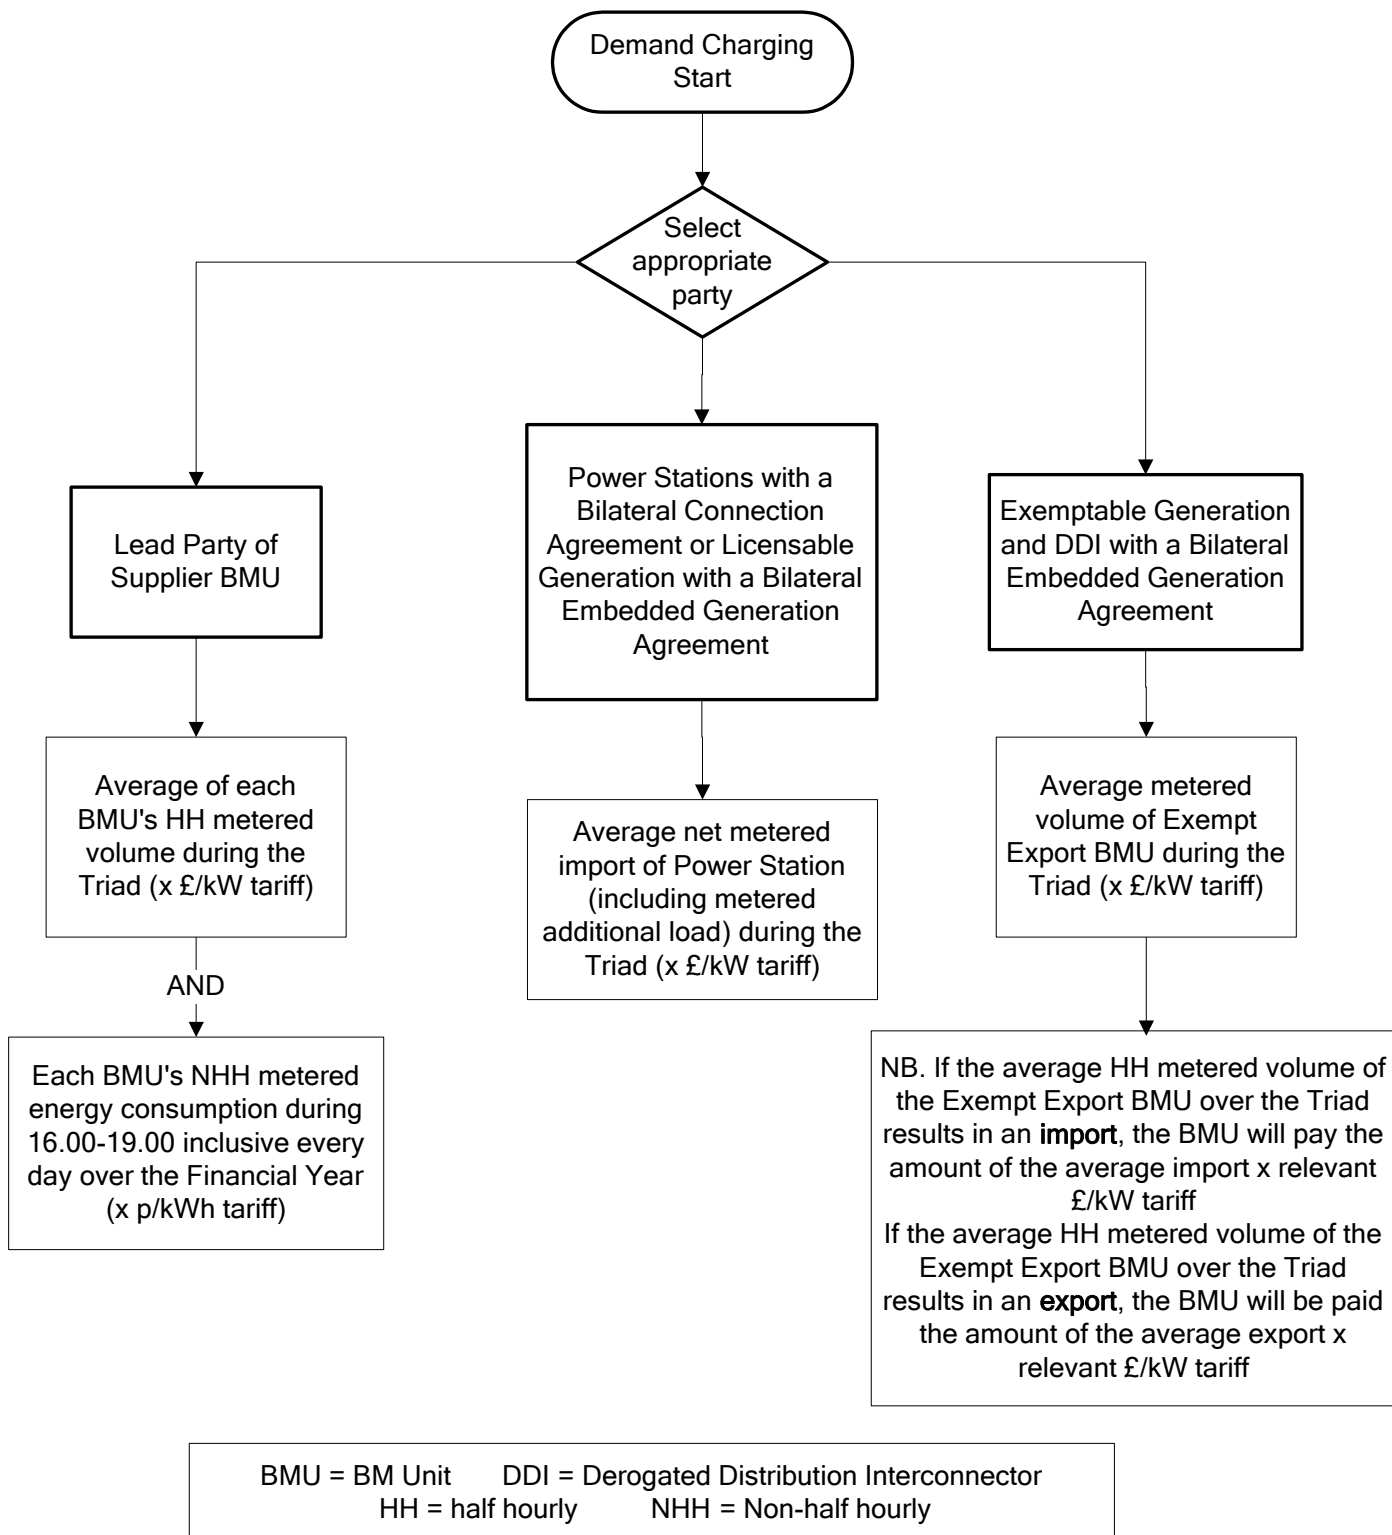 Demand Charging
Start
Select
appropriate
party
Lead Party of
Supplier BMU
Power Stations with a
Bilateral Connection
Agreement or Licensable
Generation with a Bilateral
Embedded Generation
Agreement
Exemptable Generation
and DDI with a Bilateral
Embedded Generation
Agreement
Average of each
BMU's HH metered
volume during the
Triad (x £/kW tariff)
AND
Each BMU's NHH metered
energy consumption during
16.00-19.00 inclusive every
day over the Financial Year
(x p/kWh tariff)
Average net metered
import of Power Station
(including metered
additional load) during the
Triad (x £/kW tariff)
Average metered
volume of Exempt
Export BMU during the
Triad (x £/kW tariff)
NB. If the average HH metered volume of
the Exempt Export BMU over the Triad
results in an import, the BMU will pay the
amount of the average import x relevant
£/kW tariff
If the average HH metered volume of the
Exempt Export BMU over the Triad
results in an export, the BMU will be paid
the amount of the average export x
relevant £/kW tariff
BMU = BM Unit DDI = Derogated Distribution Interconnector
HH = half hourly NHH = Non-half hourly